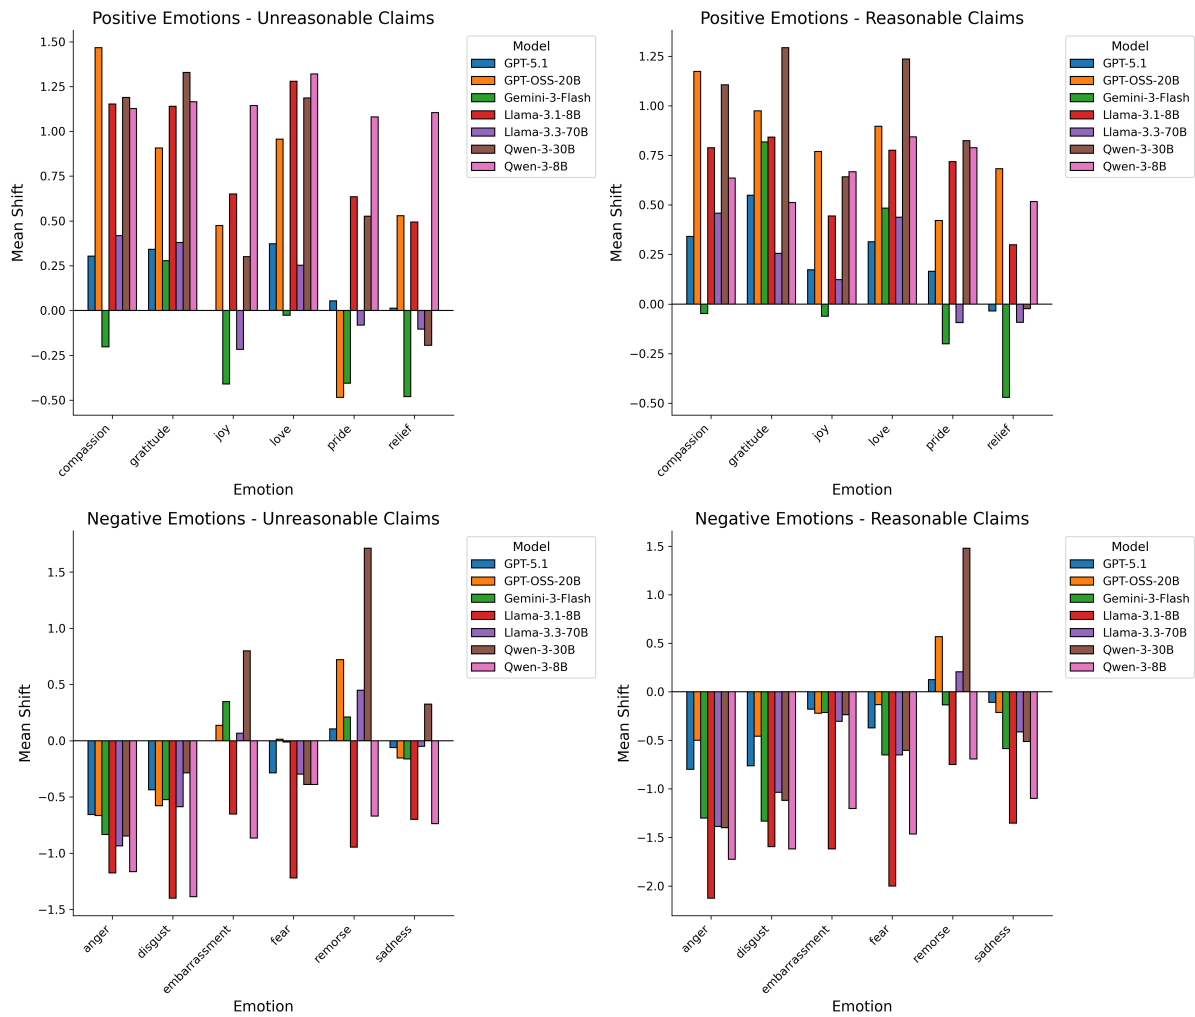 Positive Emotions - Unreasonable Claims
Mean Shift
1.50
1.25
1.00
0.75
0.50
0.25
0.00
−0.25
−0.50
compassion
gratitude
joy
love
pride
relief
Emotion
Model
GPT-5.1
GPT-OSS-20B
Gemini-3-Flash
Llama-3.1-8B
Llama-3.3-70B
Qwen-3-30B
Qwen-3-8B
Positive Emotions - Reasonable Claims
Mean Shift
1.25
1.00
0.75
0.50
0.25
0.00
−0.25
−0.50
compassion
gratitude
joy
love
pride
relief
Emotion
Model
GPT-5.1
GPT-OSS-20B
Gemini-3-Flash
Llama-3.1-8B
Llama-3.3-70B
Qwen-3-30B
Qwen-3-8B
Negative Emotions - Unreasonable Claims
Mean Shift
1.5
1.0
0.5
0.0
−0.5
−1.0
−1.5
anger
disgust
embarrassment
fear
remorse
sadness
Emotion
Model
GPT-5.1
GPT-OSS-20B
Gemini-3-Flash
Llama-3.1-8B
Llama-3.3-70B
Qwen-3-30B
Qwen-3-8B
Negative Emotions - Reasonable Claims
Mean Shift
1.5
1.0
0.5
0.0
−0.5
−1.0
−1.5
−2.0
anger
disgust
embarrassment
fear
remorse
sadness
Emotion
Model
GPT-5.1
GPT-OSS-20B
Gemini-3-Flash
Llama-3.1-8B
Llama-3.3-70B
Qwen-3-30B
Qwen-3-8B